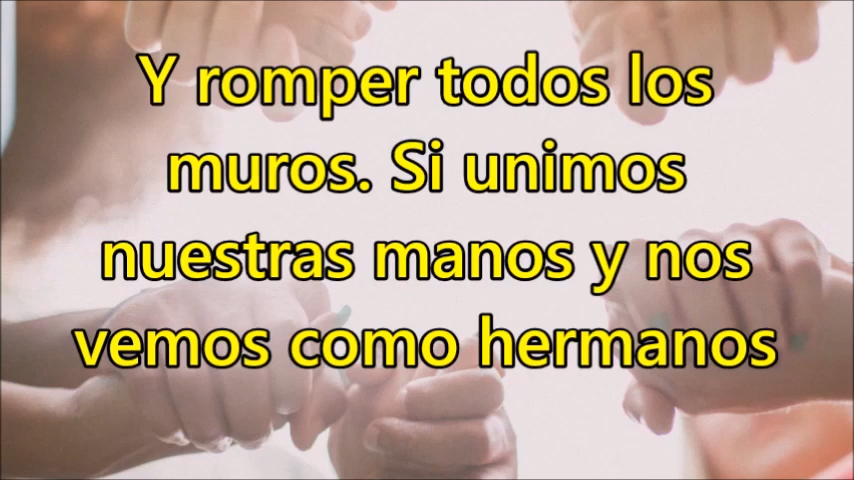 Y romper todos los
muros. Si unimos
nuestras manos y nos
vemos como hermanos